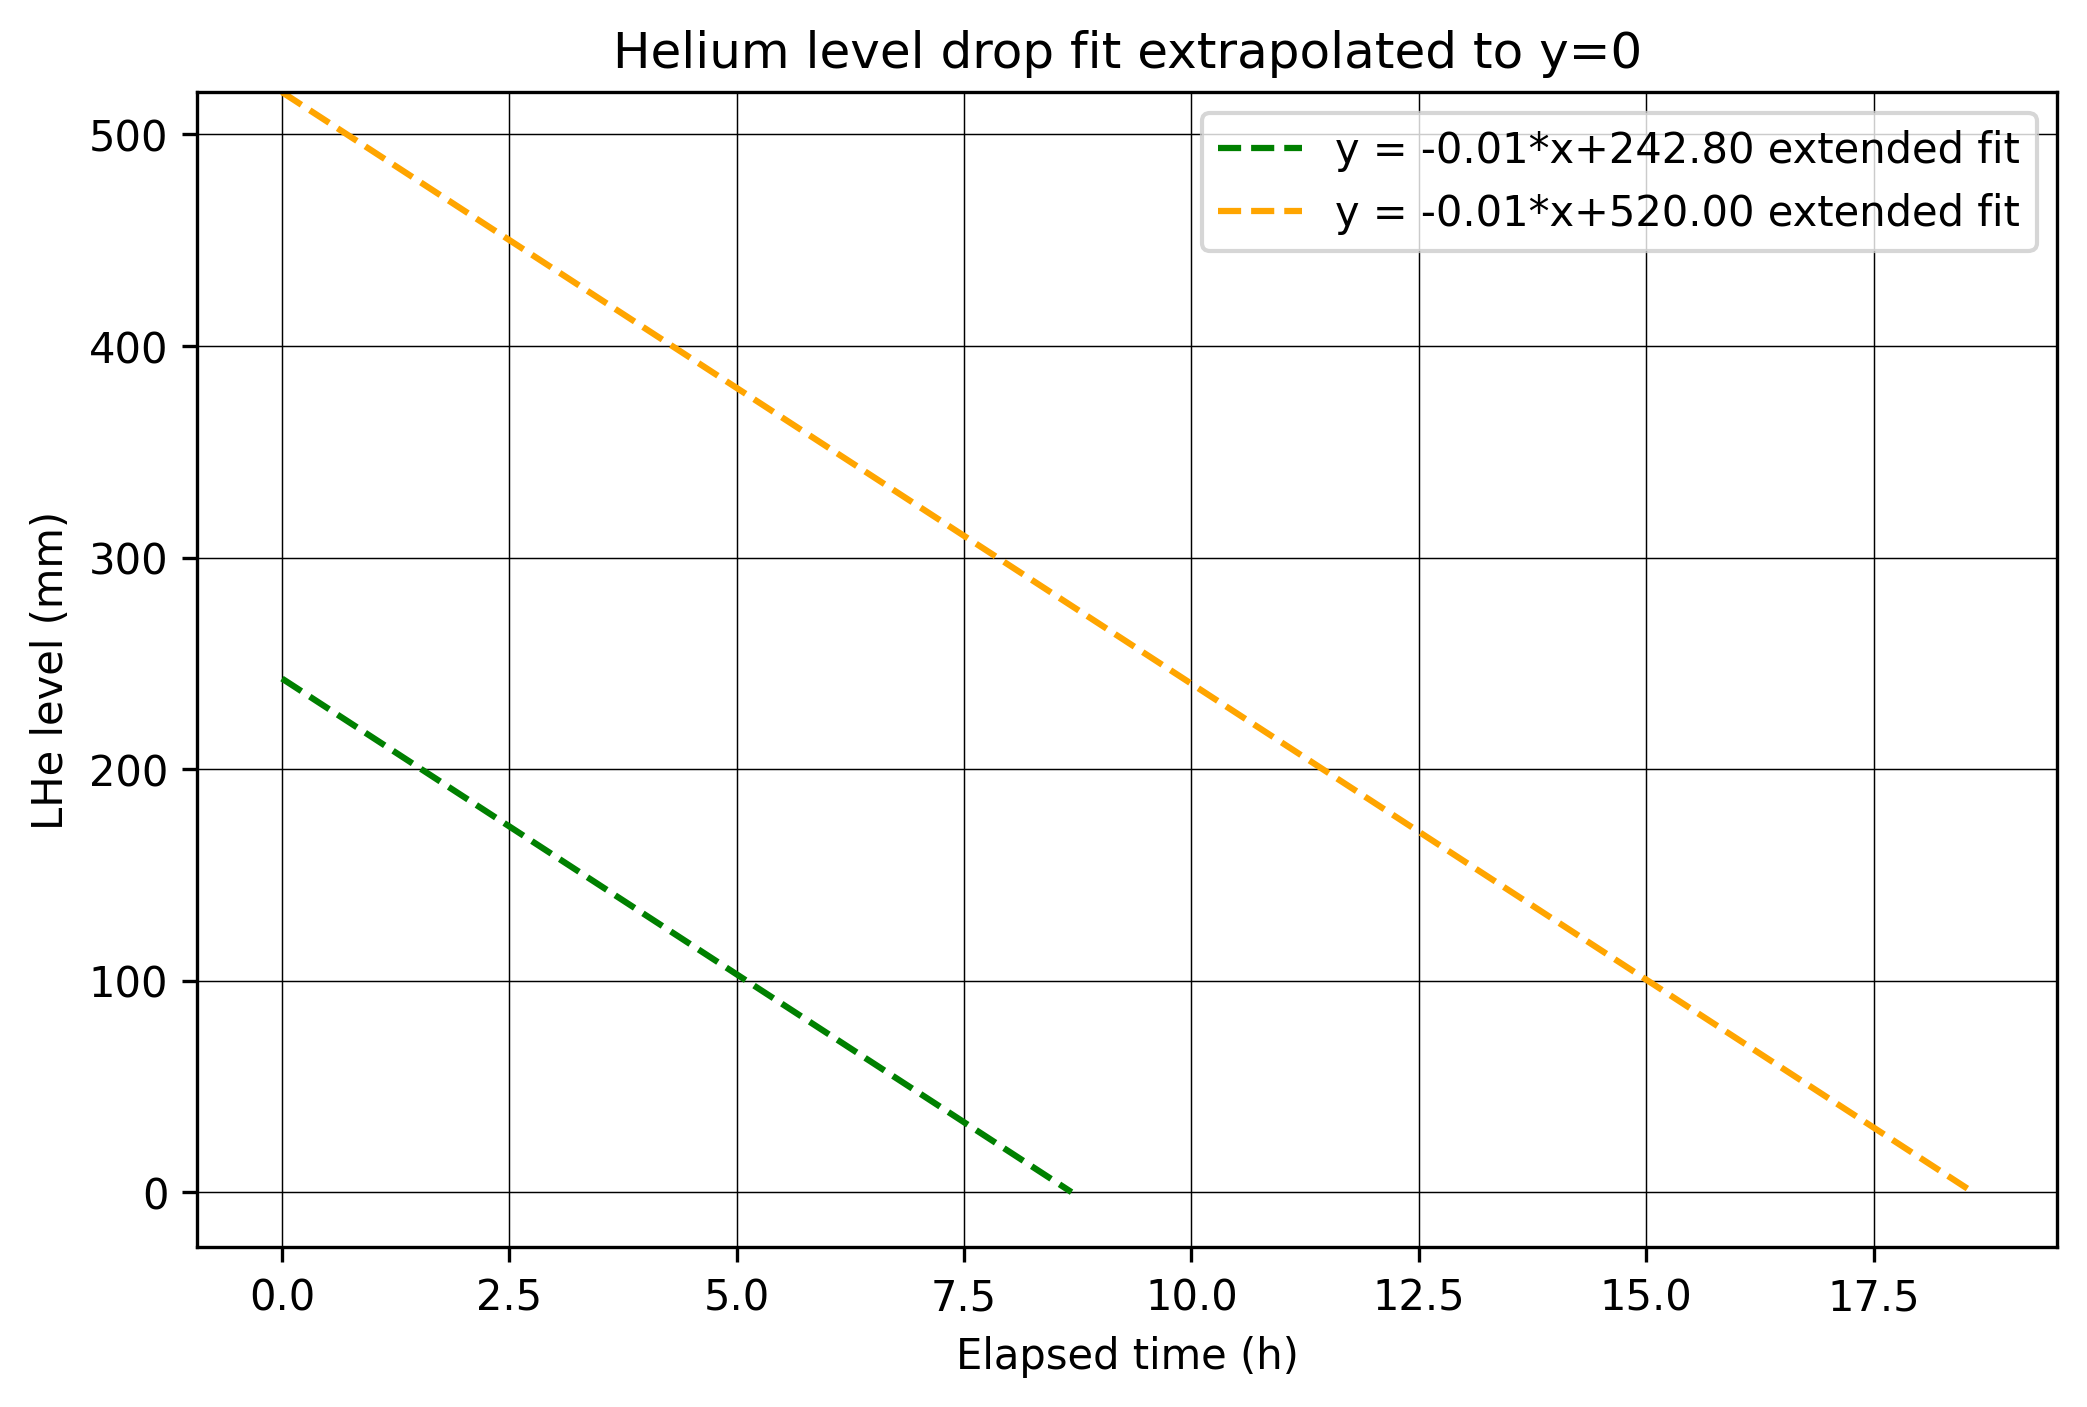 Helium level drop fit extrapolated to y=0
y = -0.01*x+242.80 extended fit
y = -0.01*x+520.00 extended fit
LHe level (mm)
500
400
300
200
100
0
0.0 2.5 5.0 7.5 10.0 12.5 15.0 17.5
Elapsed time (h)